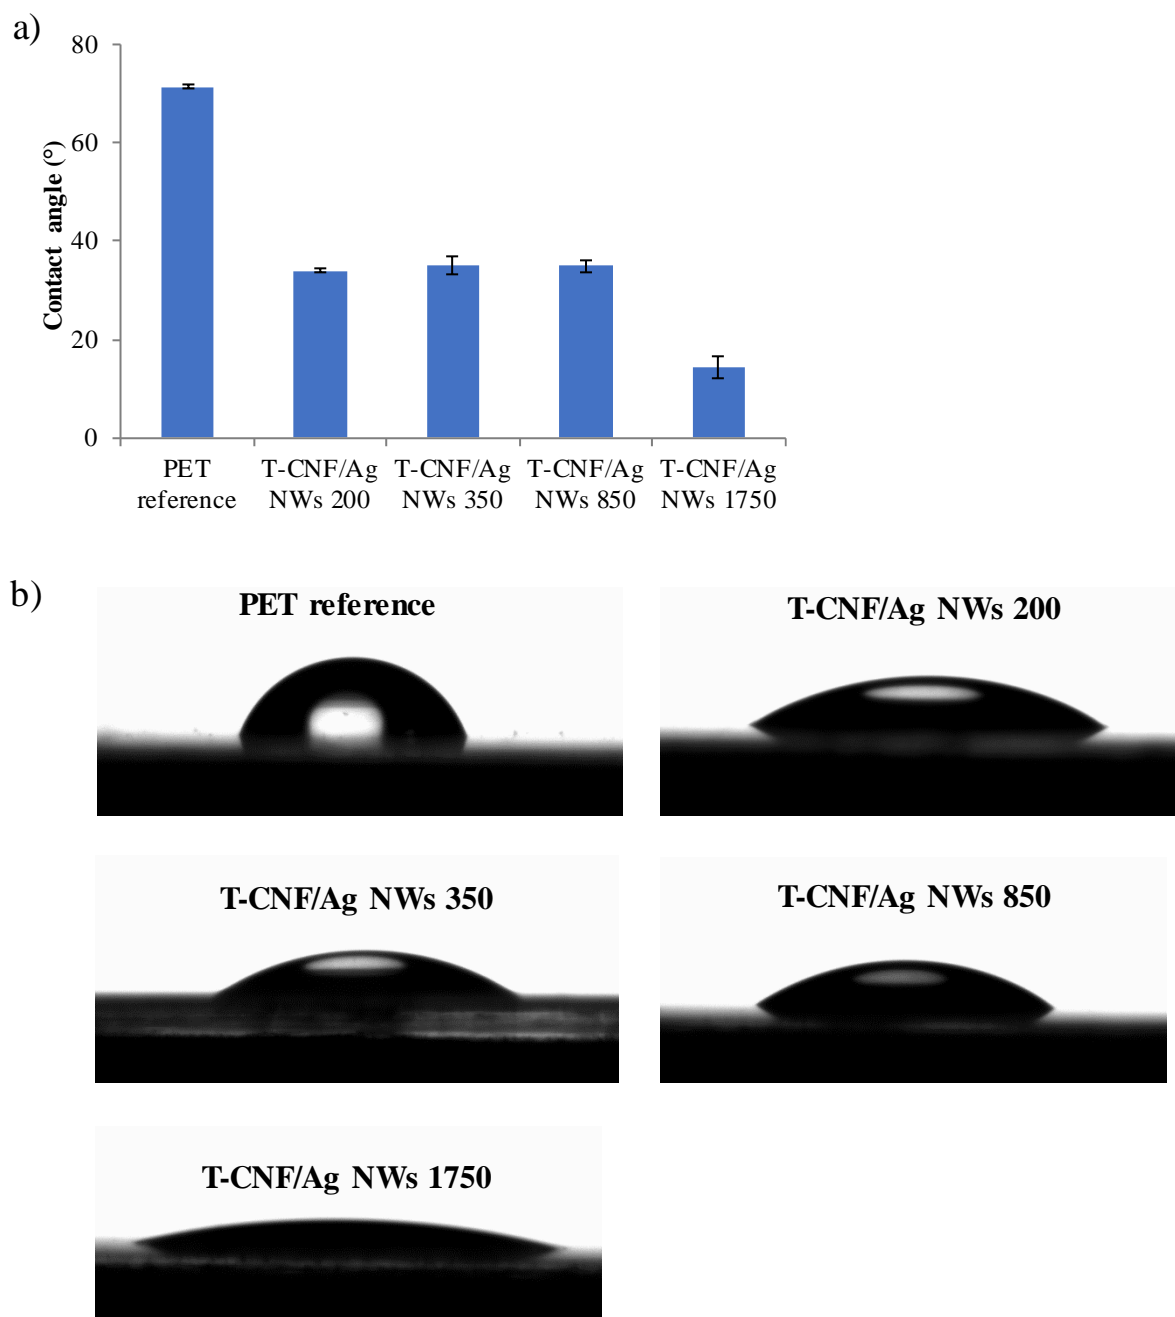 a)
80
60
40
20
0
Contact angle (°)
PET reference
T-CNF/Ag NWs 200
T-CNF/Ag NWs 350
T-CNF/Ag NWs 850
T-CNF/Ag NWs 1750
b)
PET reference
T-CNF/Ag NWs 200
T-CNF/Ag NWs 350
T-CNF/Ag NWs 850
T-CNF/Ag NWs 1750